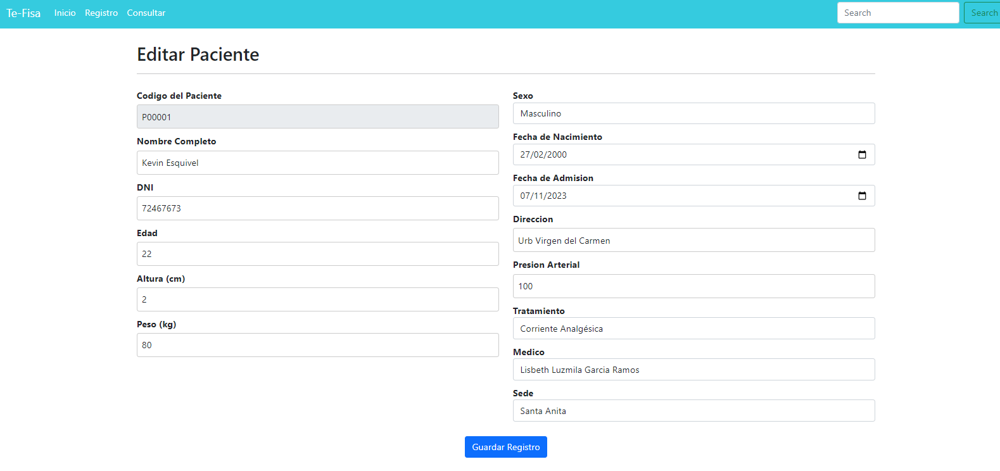 Te-Fisa Inicio Registro Consultar Search Search
Editar Paciente
Codigo del Paciente
P00001
Nombre Completo
Kevin Esquivel
DNI
72467673
Edad
22
Altura (cm)
2
Peso (kg)
80
Sexo
Masculino
Fecha de Nacimiento
27/02/2000
Fecha de Admision
07/11/2023
Direccion
Urb Virgen del Carmen
Presion Arterial
100
Tratamiento
Corriente Analgésica
Medico
Lisbeth Luzmila Garcia Ramos
Sede
Santa Anita
Guardar Registro